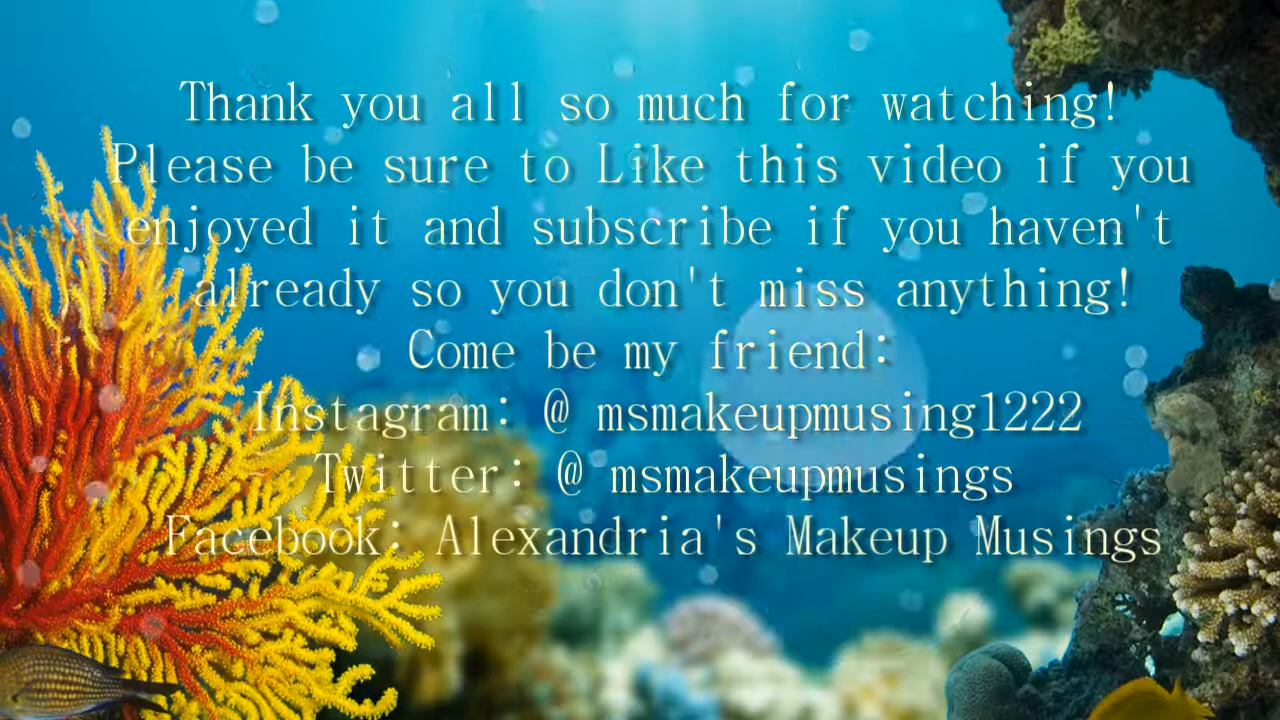 Thank you all so much for watching!
Please be sure to Like this video if you
enjoyed it and subscribe if you haven't
already so you don't miss anything!
Come be my friend:
Instagram: @ msmakeupmusing1222
Twitter: @ msmakeupmusings
Facebook: Alexandria's Makeup Musings